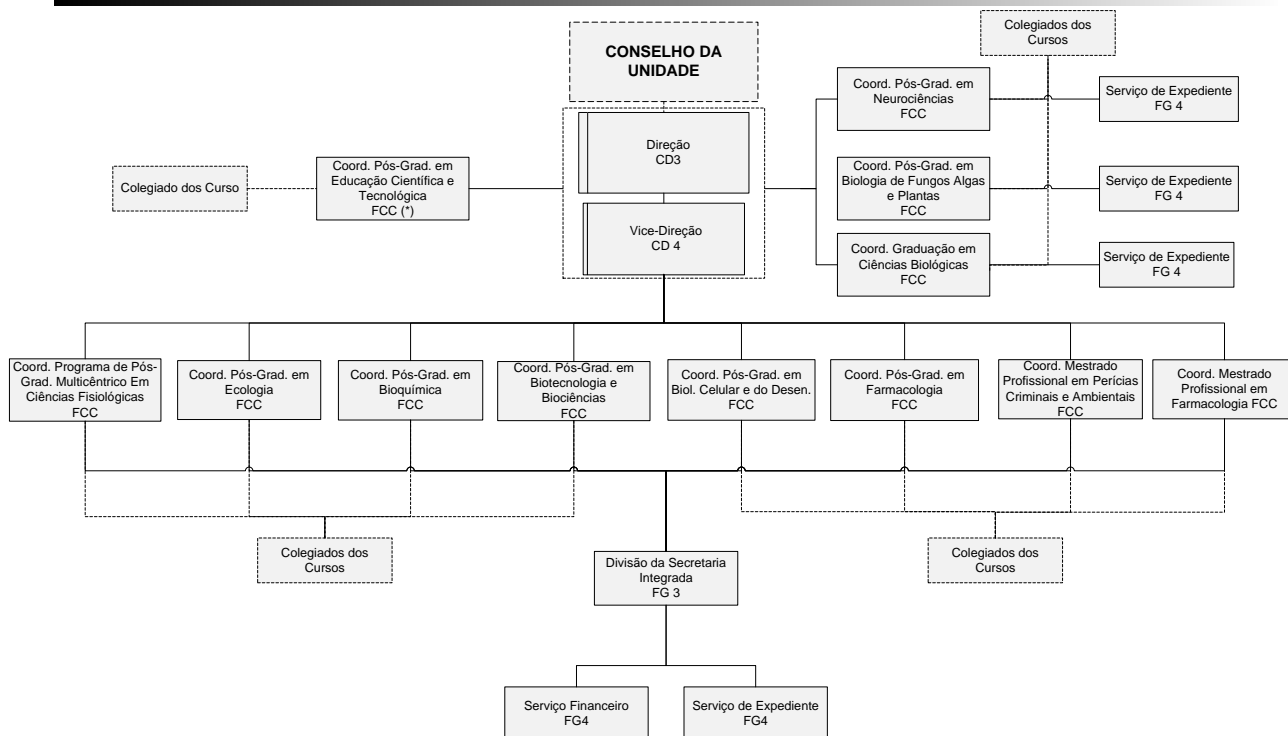 CONSELHO DA
UNIDADE
Colegiados dos
Cursos
Direção
CD3
Vice-Direção
CD 4
Colegiado dos Curso
Coord. Pós-Grad. em
Educação Científica e
Tecnológica
FCC (*)
Coord. Pós-Grad. em
Neurociências
FCC
Serviço de Expediente
FG 4
Coord. Pós-Grad. em
Biologia de Fungos Algas
e Plantas
FCC
Serviço de Expediente
FG 4
Coord. Graduação em
Ciências Biológicas
FCC
Serviço de Expediente
FG 4
Coord. Programa de Pós-
Grad. Multicêntrico Em
Ciências Fisiológicas
FCC
Coord. Pós-Grad. em
Ecologia
FCC
Coord. Pós-Grad. em
Bioquímica
FCC
Coord. Pós-Grad. em
Biotecnologia e
Biociências
FCC
Coord. Pós-Grad. em
Biol. Celular e do Desen.
FCC
Coord. Pós-Grad. em
Farmacologia
FCC
Coord. Mestrado
Profissional em Perícias
Criminais e Ambientais
FCC
Coord. Mestrado
Profissional em
Farmacologia FCC
Colegiados dos
Cursos
Divisão da Secretaria
Integrada
FG 3
Colegiados dos
Cursos
Serviço Financeiro
FG4
Serviço de Expediente
FG4